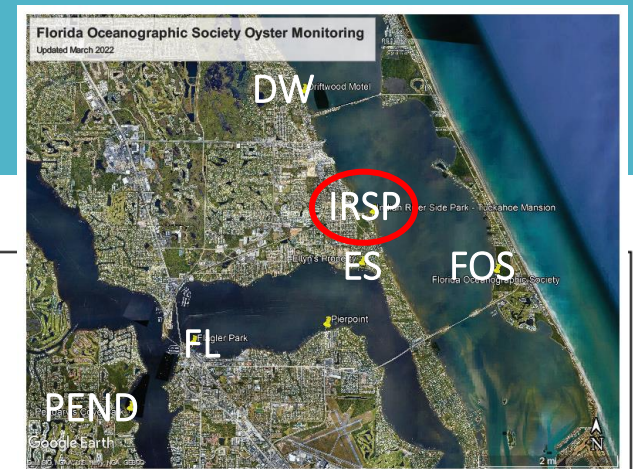 Florida Oceanographic Society Oyster Monitoring
Updated March 2022
DW
Driftwood Motel
IRSP
River Side Park - Tuckahoe Mansion
ES
FOS
Florida Oceanographic Society
Pierpoint
FL
Flagler Park
PEND
Google Earth
N
2 mi